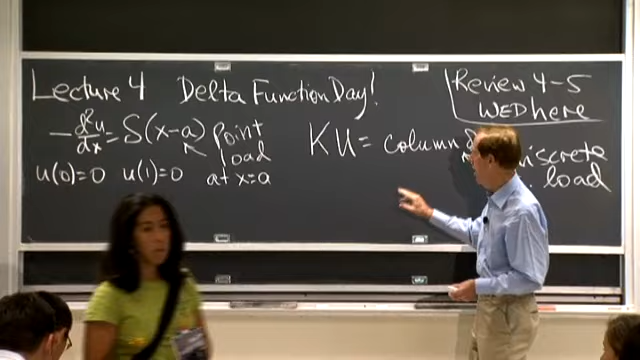 Lecture 4 Delta Function Day!
Review 4-5
WED here
-d²u/dx² = δ(x-a) point
load
at x=a
u(0)=0 u(1)=0
KU = column
discrete
load